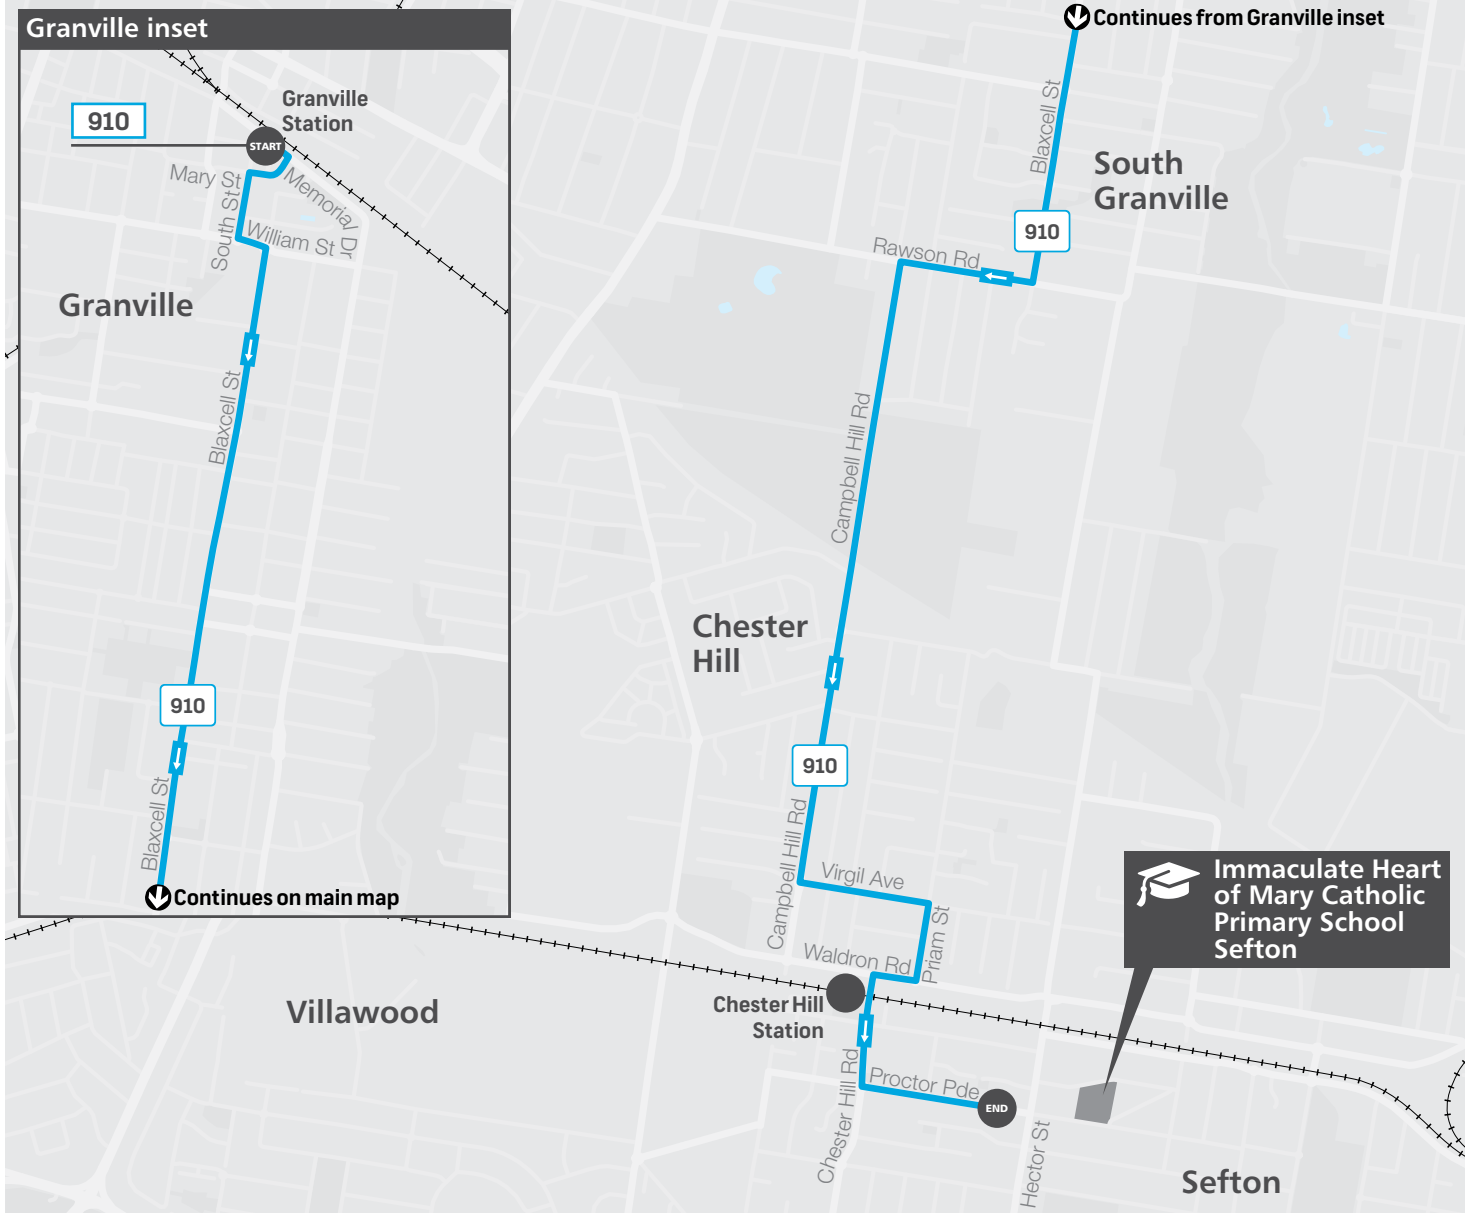 Granville inset
910
Granville
Station
START
Mary St
Memorial Dr
South St
William St
Granville
Blaxcell St
910
Blaxcell St
Continues on main map
Continues from Granville inset
Blaxcell St
South
Granville
910
Rawson Rd
Campbell Hill Rd
Chester
Hill
910
Campbell Hill Rd
Virgil Ave
Priam St
Waldron Rd
Immaculate Heart
of Mary Catholic
Primary School
Sefton
Villawood
Chester Hill
Station
Chester Hill Rd
Proctor Pde
END
Hector St
Sefton